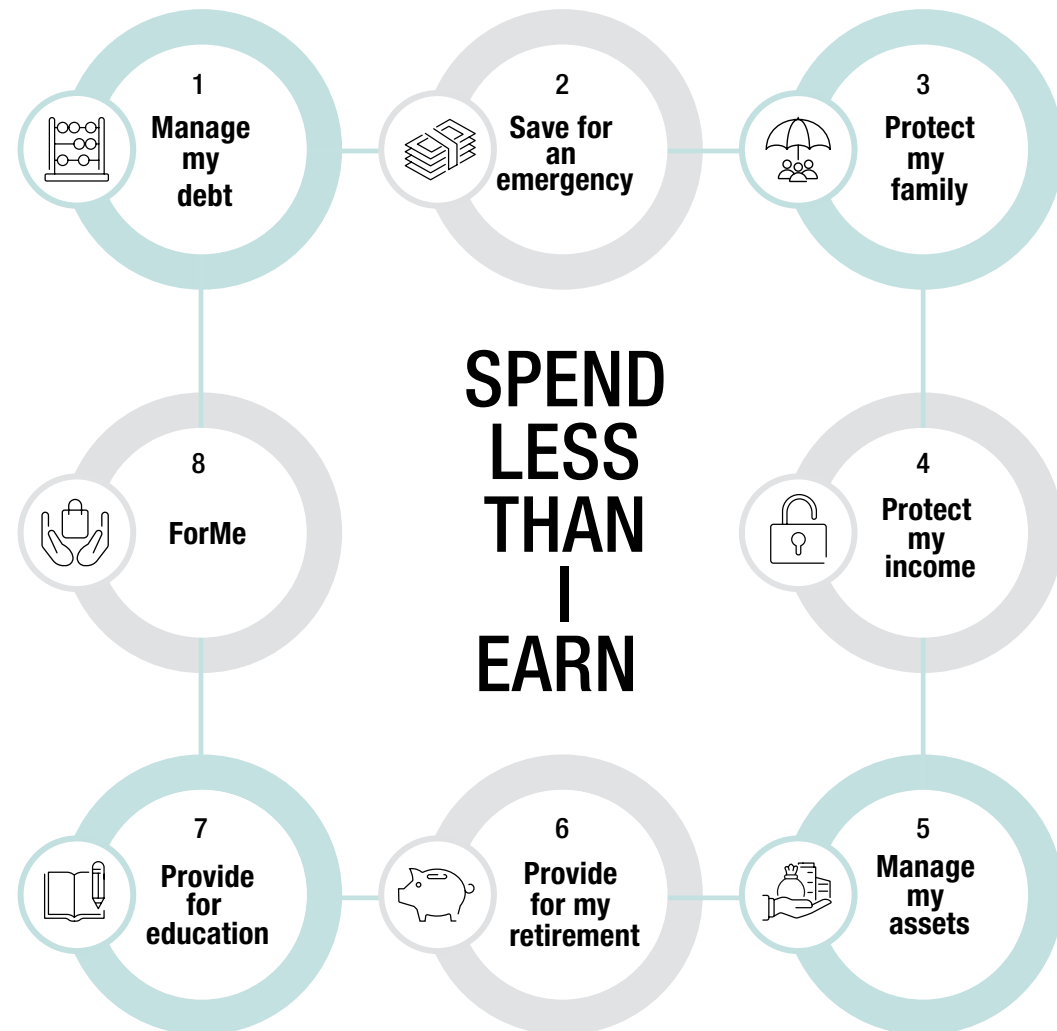 1
Manage
my
debt
2
Save for
an
emergency
3
Protect
my
family
SPEND
LESS
THAN
I
EARN
8
ForMe
4
Protect
my
income
7
Provide
for
education
6
Provide
for my
retirement
5
Manage
my
assets